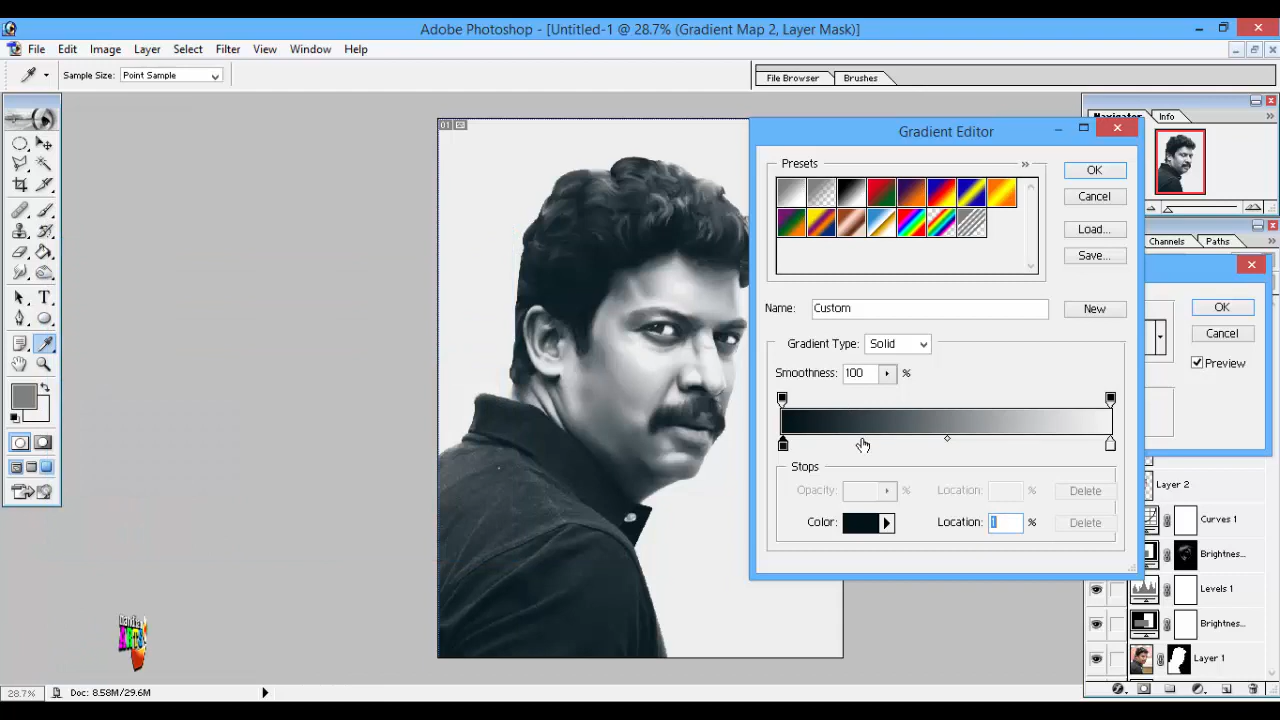 Adobe Photoshop - [Untitled-1 @ 28.7% (Gradient Map 2, Layer Mask)]
File Edit Image Layer Select Filter View Window Help
Sample Size: Point Sample
File Browser Brushes
Navigator Info
01
Gradient Editor
Presets
OK
Cancel
Load...
Save...
Name: Custom
New
Gradient Type: Solid
Smoothness: 100 %
Stops
Opacity: % Location: % Delete
Color: Location: 1 % Delete
Channels Paths
OK
Cancel
Preview
Layer 2
Curves 1
Brightnes...
Levels 1
Brightnes...
Layer 1
ARTS
28.7% Doc: 8.58M/29.6M